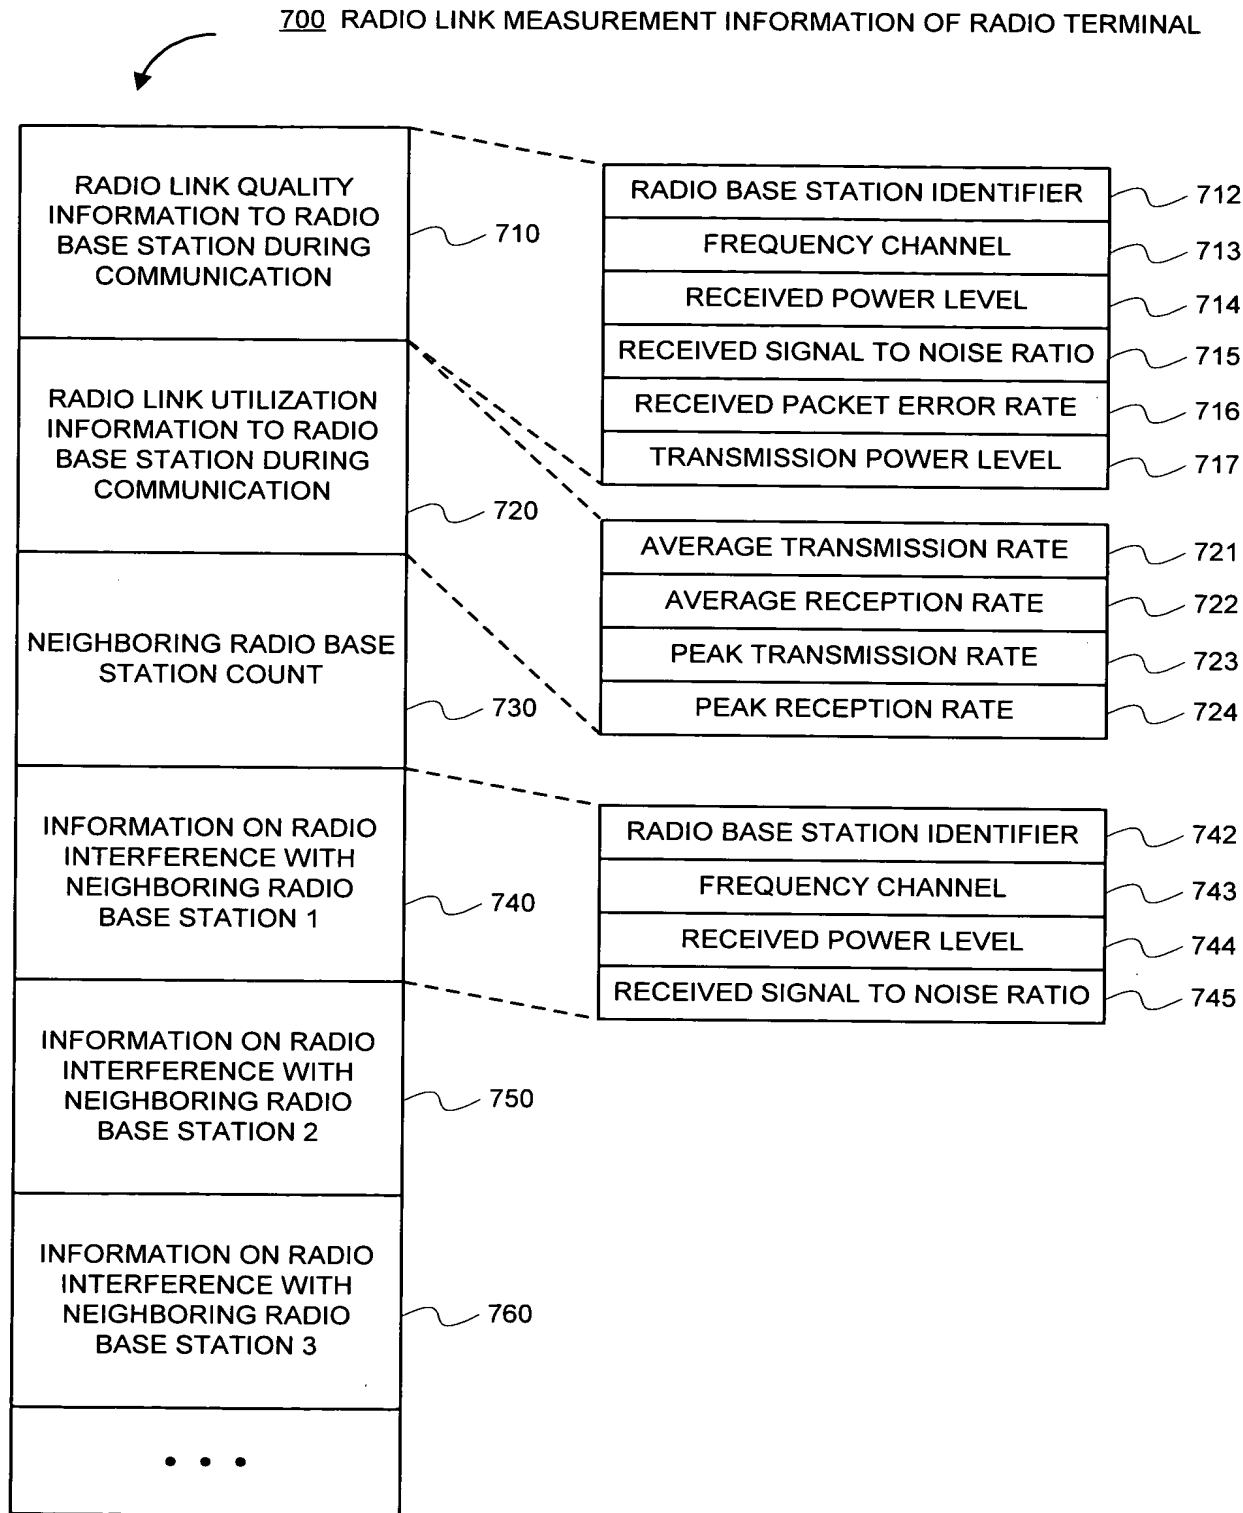 700 RADIO LINK MEASUREMENT INFORMATION OF RADIO TERMINAL
RADIO LINK QUALITY
INFORMATION TO RADIO
BASE STATION DURING
COMMUNICATION
710
RADIO BASE STATION IDENTIFIER
712
FREQUENCY CHANNEL
713
RECEIVED POWER LEVEL
714
RECEIVED SIGNAL TO NOISE RATIO
715
RECEIVED PACKET ERROR RATE
716
TRANSMISSION POWER LEVEL
717
RADIO LINK UTILIZATION
INFORMATION TO RADIO
BASE STATION DURING
COMMUNICATION
720
AVERAGE TRANSMISSION RATE
721
AVERAGE RECEPTION RATE
722
PEAK TRANSMISSION RATE
723
PEAK RECEPTION RATE
724
NEIGHBORING RADIO BASE
STATION COUNT
730
INFORMATION ON RADIO
INTERFERENCE WITH
NEIGHBORING RADIO
BASE STATION 1
740
RADIO BASE STATION IDENTIFIER
742
FREQUENCY CHANNEL
743
RECEIVED POWER LEVEL
744
RECEIVED SIGNAL TO NOISE RATIO
745
INFORMATION ON RADIO
INTERFERENCE WITH
NEIGHBORING RADIO
BASE STATION 2
750
INFORMATION ON RADIO
INTERFERENCE WITH
NEIGHBORING RADIO
BASE STATION 3
760
• • •